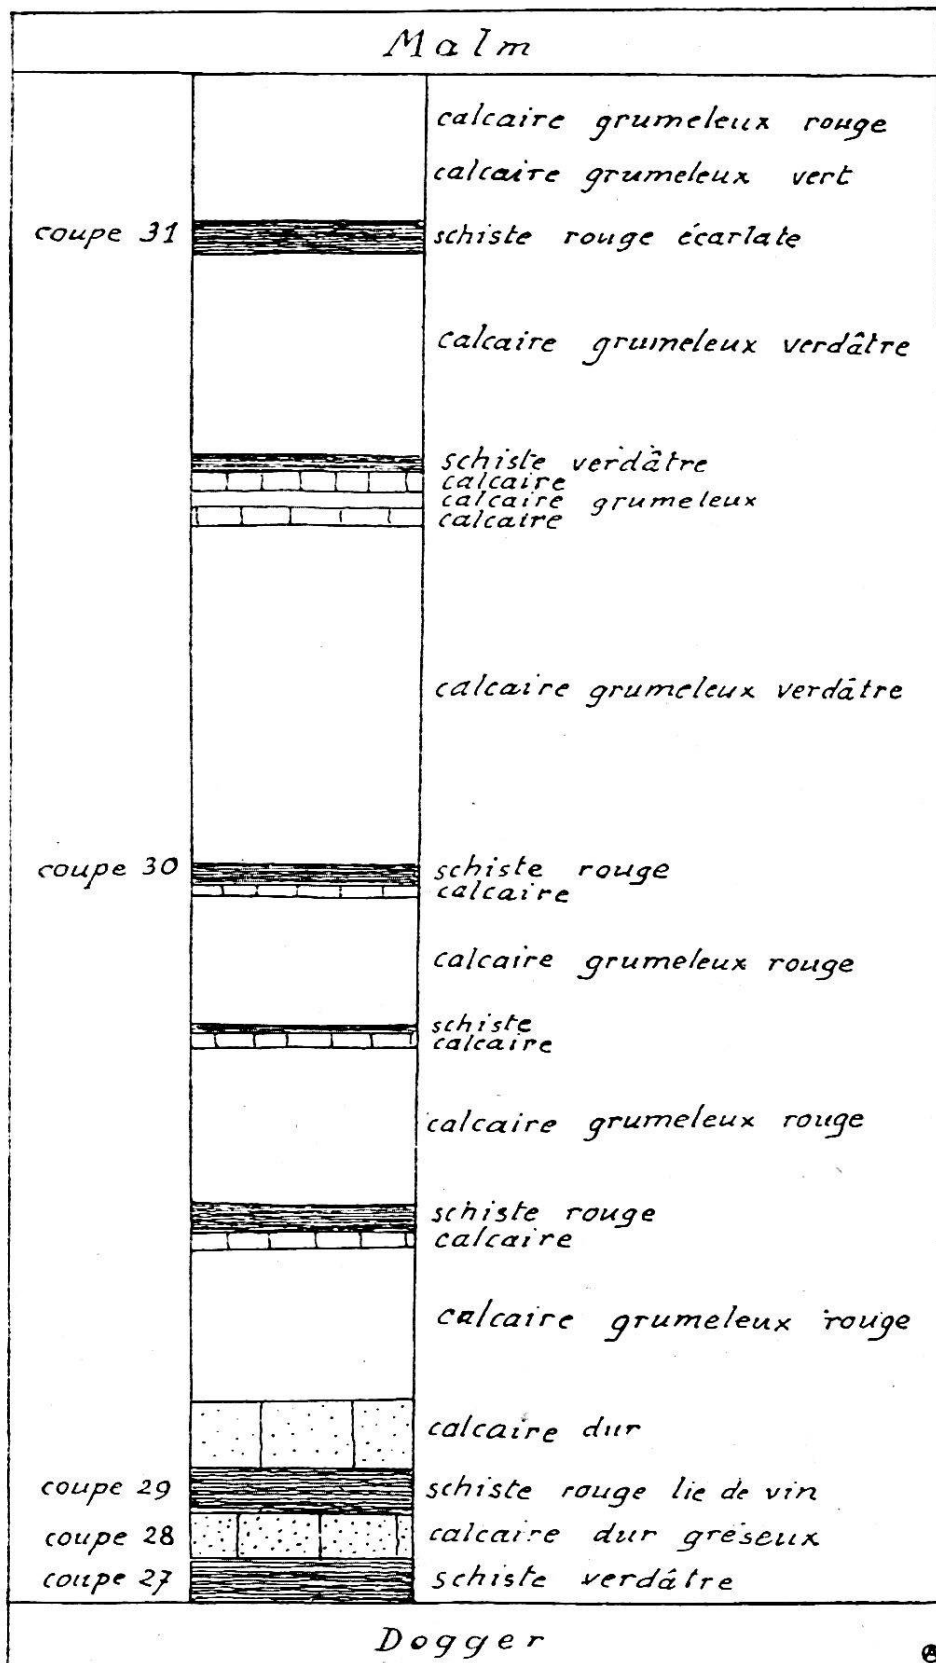 Malm
calcaire grumeleux rouge
calcaire grumeleux vert
coupe 31 schiste rouge écarlate
calcaire grumeleux verdâtre
schiste verdâtre
calcaire
calcaire grumeleux
calcaire
calcaire grumeleux verdâtre
coupe 30 schiste rouge
calcaire
calcaire grumeleux rouge
schiste
calcaire
calcaire grumeleux rouge
schiste rouge
calcaire
calcaire grumeleux rouge
calcaire dur
coupe 29 schiste rouge lie de vin
coupe 28 calcaire dur gréseux
coupe 27 schiste verdâtre
Dogger